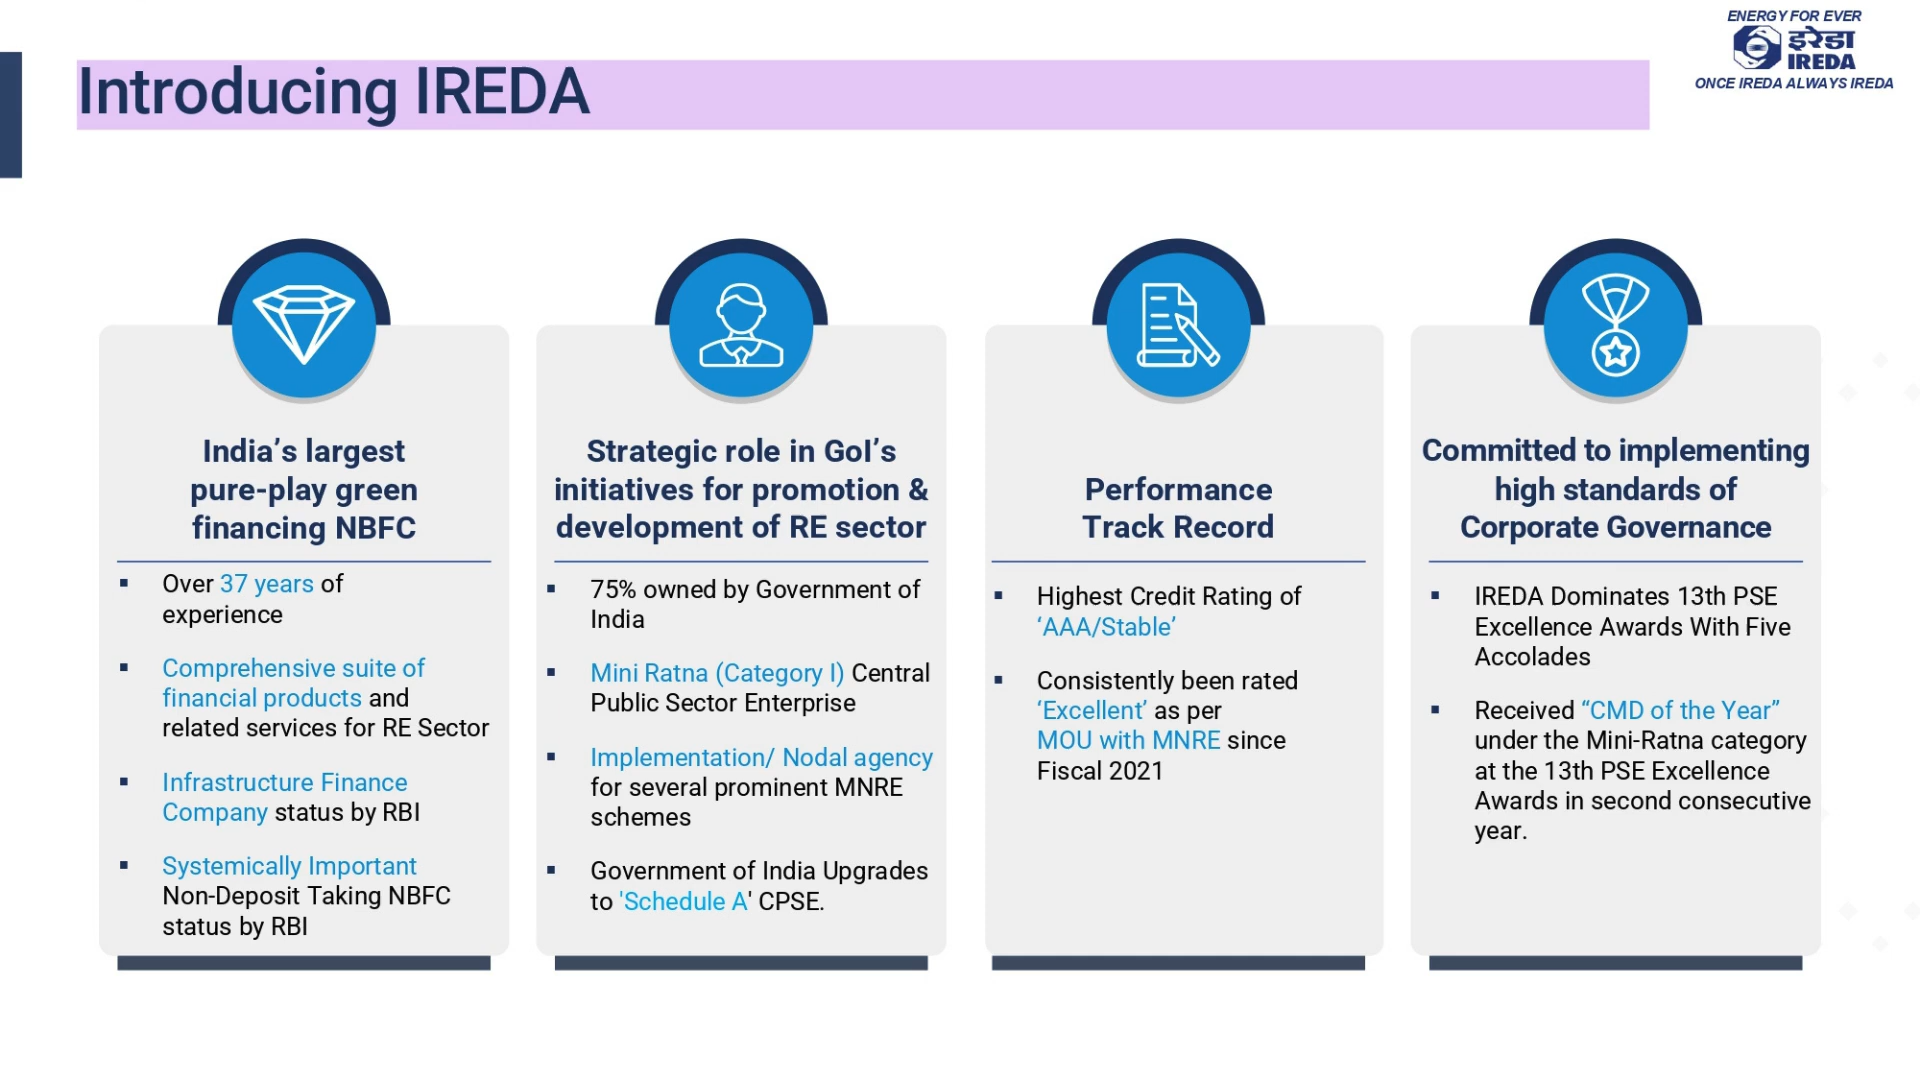 ENERGY FOR EVER
इरेडा
IREDA
ONCE IREDA ALWAYS IREDA
Introducing IREDA
India’s largest
pure-play green
financing NBFC
▪ Over 37 years of
experience
▪ Comprehensive suite of
financial products and
related services for RE Sector
▪ Infrastructure Finance
Company status by RBI
▪ Systemically Important
Non-Deposit Taking NBFC
status by RBI
Strategic role in GoI’s
initiatives for promotion &
development of RE sector
▪ 75% owned by Government of
India
▪ Mini Ratna (Category I) Central
Public Sector Enterprise
▪ Implementation/ Nodal agency
for several prominent MNRE
schemes
▪ Government of India Upgrades
to 'Schedule A' CPSE.
Performance
Track Record
▪ Highest Credit Rating of
‘AAA/Stable’
▪ Consistently been rated
‘Excellent’ as per
MOU with MNRE since
Fiscal 2021
Committed to implementing
high standards of
Corporate Governance
▪ IREDA Dominates 13th PSE
Excellence Awards With Five
Accolades
▪ Received “CMD of the Year”
under the Mini-Ratna category
at the 13th PSE Excellence
Awards in second consecutive
year.